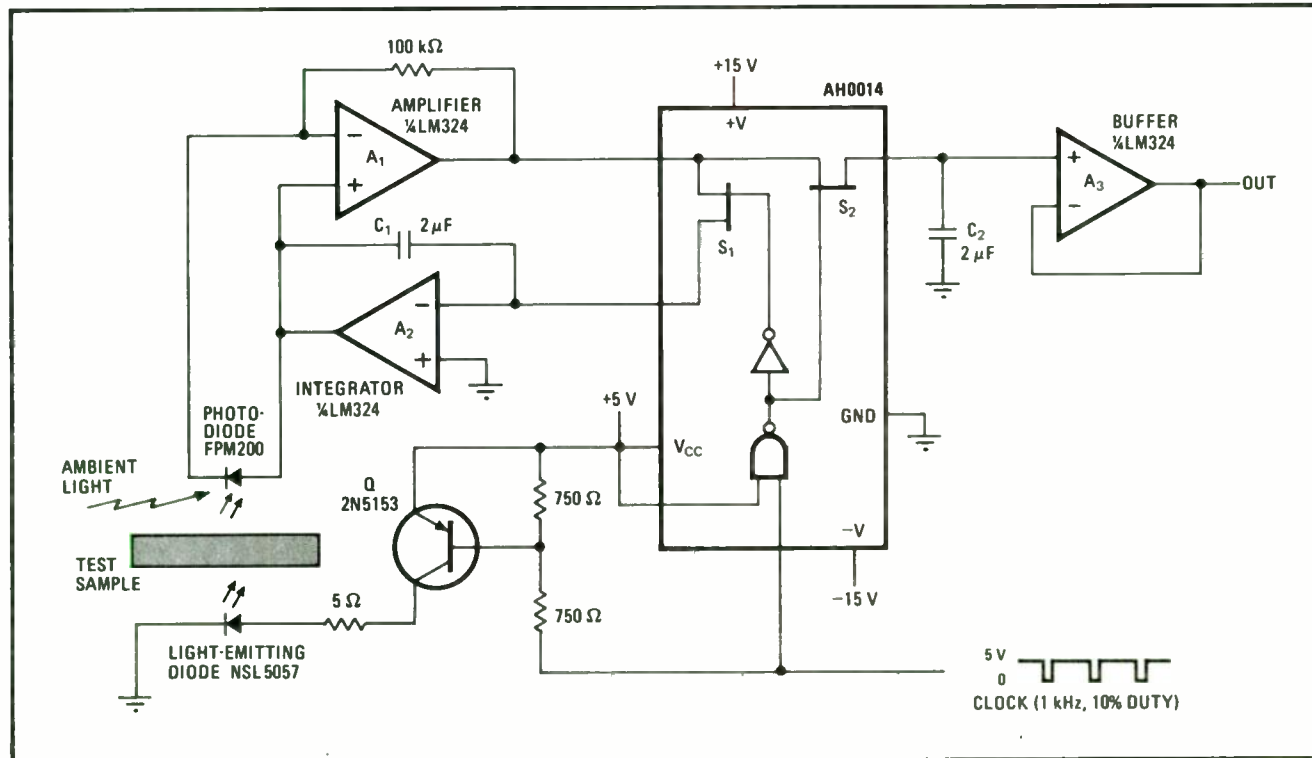 100 kΩ
AMPLIFIER
¼LM324
A1
−
+
C1 2 μF
A2
−
+
INTEGRATOR
¼LM324
+15 V
AH0014
+V
S1
S2
GND
VCC
−V
−15 V
BUFFER
¼LM324
+
A3
−
OUT
C2
2 μF
PHOTO-
DIODE
FPM200
AMBIENT
LIGHT
+5 V
Q
2N5153
750 Ω
750 Ω
TEST
SAMPLE
5 Ω
LIGHT-EMITTING
DIODE NSL5057
5 V
0
CLOCK (1 kHz, 10% DUTY)